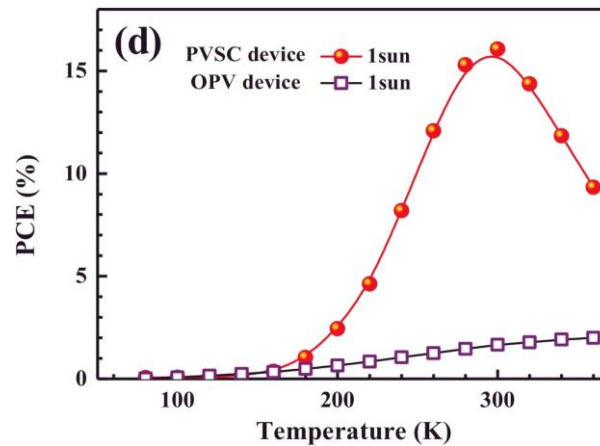 (d)
PVSC device 1sun
OPV device 1sun
15
10
5
0
PCE (%)
100 200 300
Temperature (K)